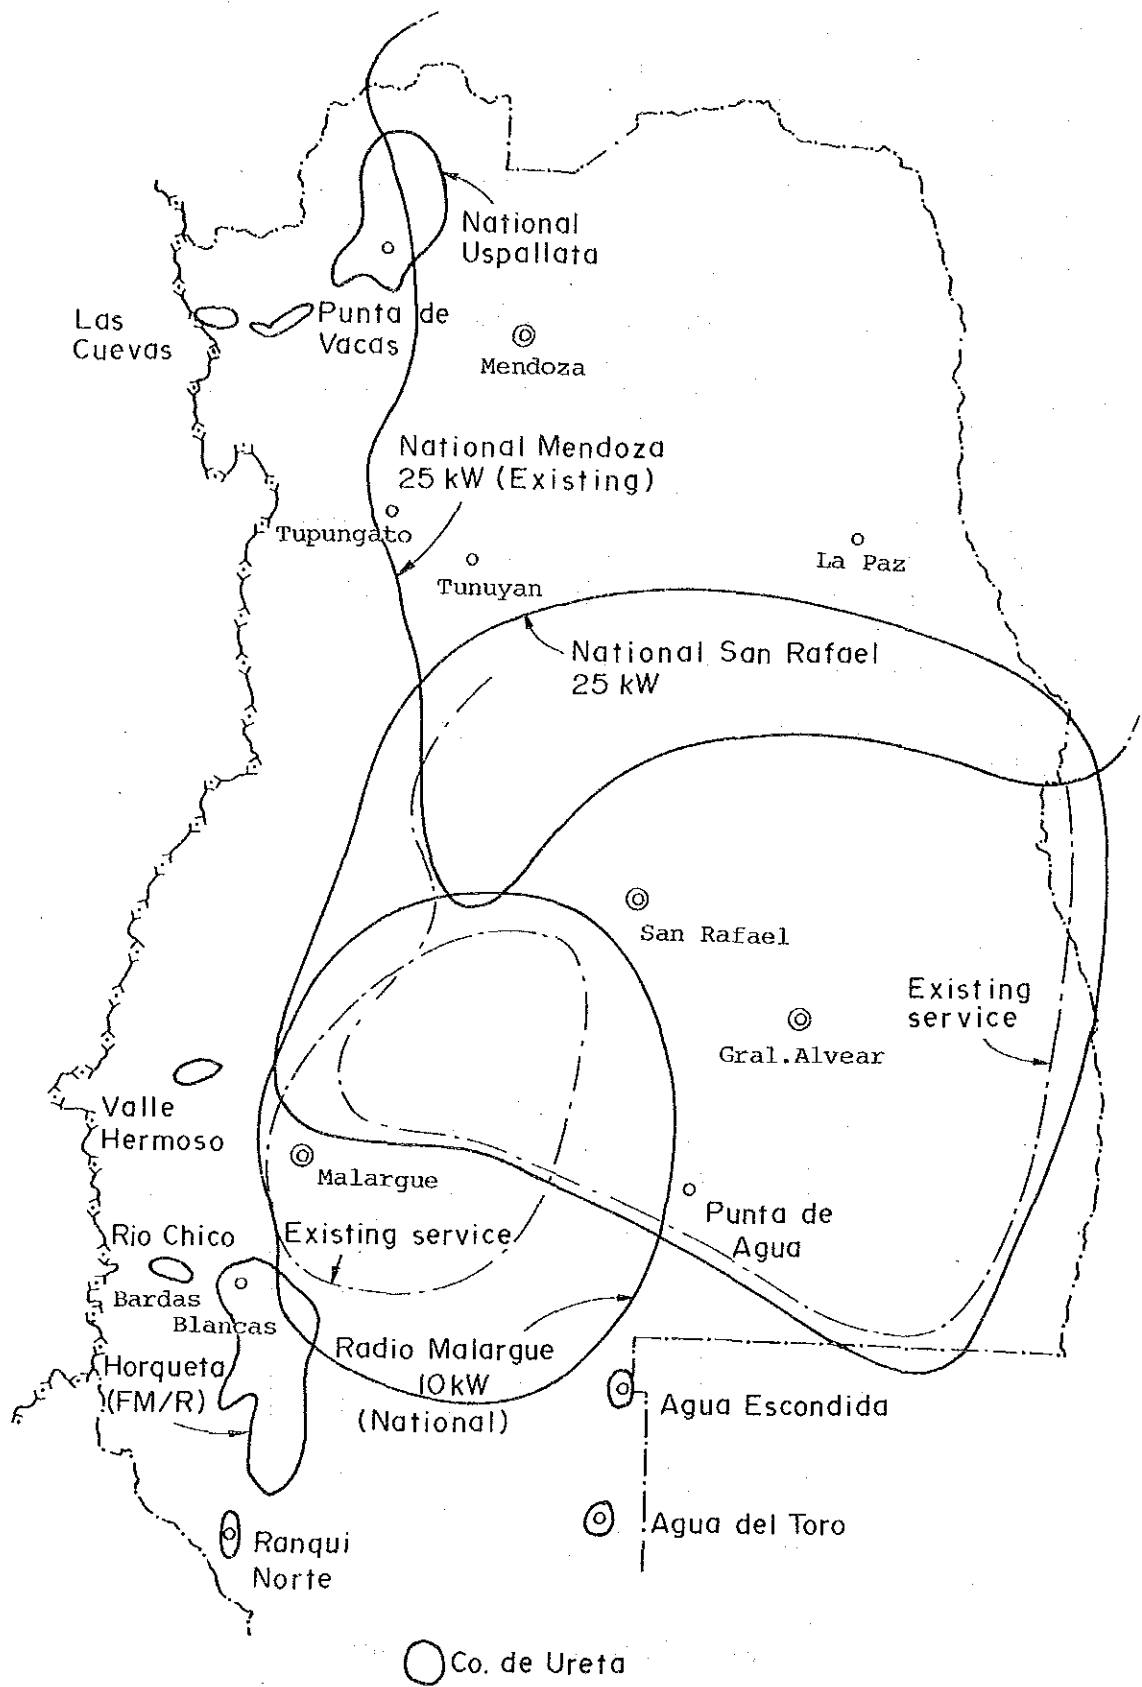 National
Uspallata
Las
Cuevas
Punta de
Vacas
Mendoza
National Mendoza
25 kW (Existing)
Tupungato
Tunuyan
La Paz
National San Rafael
25 kW
San Rafael
Existing
service
Gral.Alvear
Valle
Hermoso
Malargue
Punta de
Agua
Rio Chico
Existing service
Bardas
Blancas
Radio Malargue
10kW
(National)
Horqueta
(FM/R)
Agua Escondida
Agua del Toro
Ranqui
Norte
Co. de Ureta